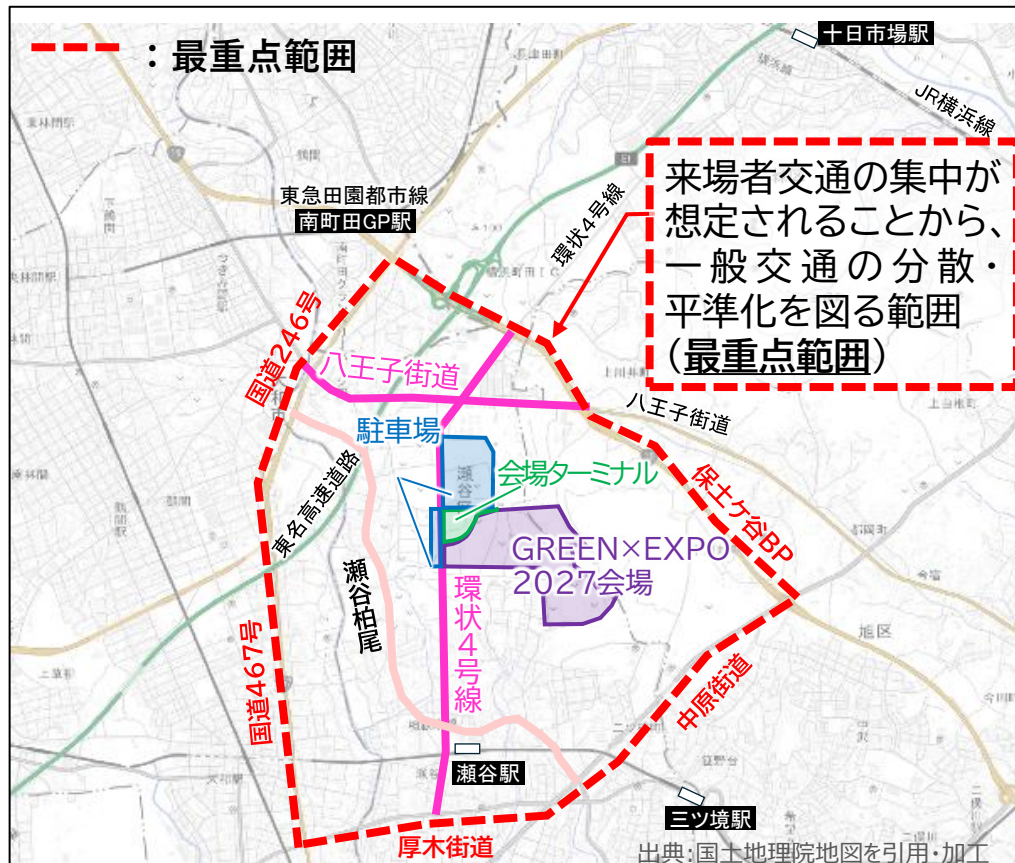 ：最重点範囲
十日市場駅
JR横浜線
来場者交通の集中が
想定されることから、
一般交通の分散・
平準化を図る範囲
（最重点範囲）
東急田園都市線
南町田GP駅
環状4号線
国道246号
八王子街道
八王子街道
上川井町
駐車場
会場ターミナル
保土ケ谷BP
東名高速道路
GREEN×EXPO
2027会場
瀬谷柏尾
環状4号線
旭区
国道467号
中原街道
瀬谷駅
三ツ境駅
厚木街道
出典:国土地理院地図を引用・加工